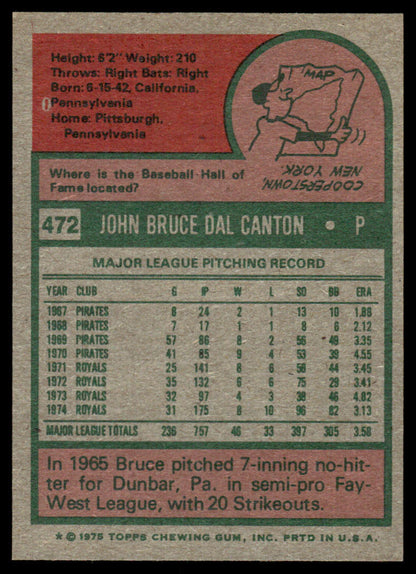 Height: 6'2" Weight: 210
Throws: Right Bats: Right
Born: 6-15-42, California,
Pennsylvania
Home: Pittsburgh,
Pennsylvania
Where is the Baseball Hall of
Fame located?
MAP
COOPERSTOWN,
NEW YORK.
472 JOHN BRUCE DAL CANTON • P
MAJOR LEAGUE PITCHING RECORD
YEAR CLUB G IP W L SO BB ERA
1967 PIRATES 8 24 2 1 13 10 1.88
1968 PIRATES 7 17 1 1 8 6 2.12
1969 PIRATES 57 86 8 2 56 49 3.35
1970 PIRATES 41 85 9 4 53 39 4.55
1971 ROYALS 25 141 8 6 58 44 3.45
1972 ROYALS 35 132 6 6 75 29 3.41
1973 ROYALS 32 97 4 3 38 46 4.82
1974 ROYALS 31 175 8 10 96 82 3.13
MAJOR LEAGUE TOTALS 236 757 46 33 397 305 3.58
In 1965 Bruce pitched 7-inning no-hit-
ter for Dunbar, Pa. in semi-pro Fay-
West League, with 20 Strikeouts.
* © 1975 TOPPS CHEWING GUM, INC. PRTD IN U.S.A.